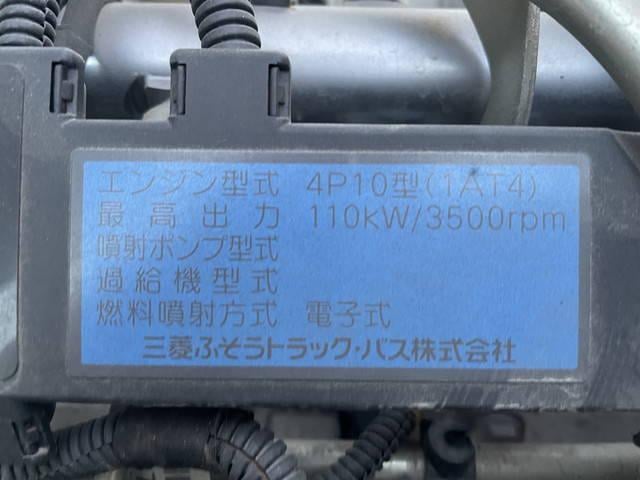 エンジン型式 4P10型(1AT4)
最高出力 110kW/3500rpm
噴射ポンプ型式
過給機型式
燃料噴射方式 電子式
三菱ふそうトラック・バス株式会社